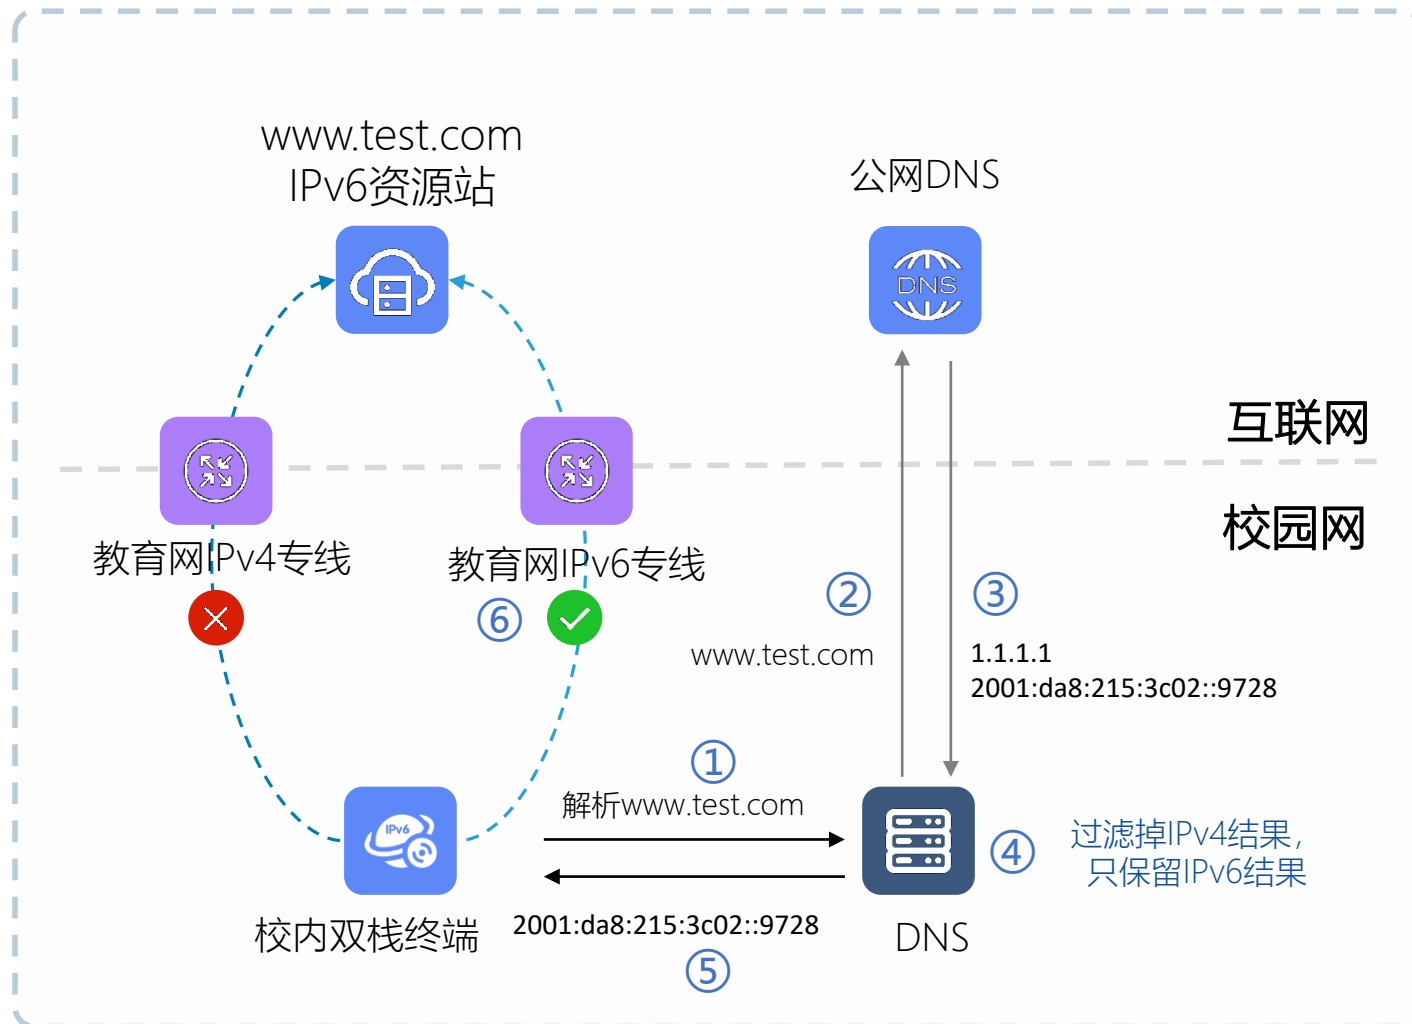 www.test.com
IPv6资源站
公网DNS
DNS
互联网
校园网
教育网IPv4专线
教育网IPv6专线
⑥
②
③
www.test.com
1.1.1.1
2001:da8:215:3c02::9728
①
解析www.test.com
IPv6
④
过滤掉IPv4结果，
只保留IPv6结果
校内双栈终端
2001:da8:215:3c02::9728
DNS
⑤